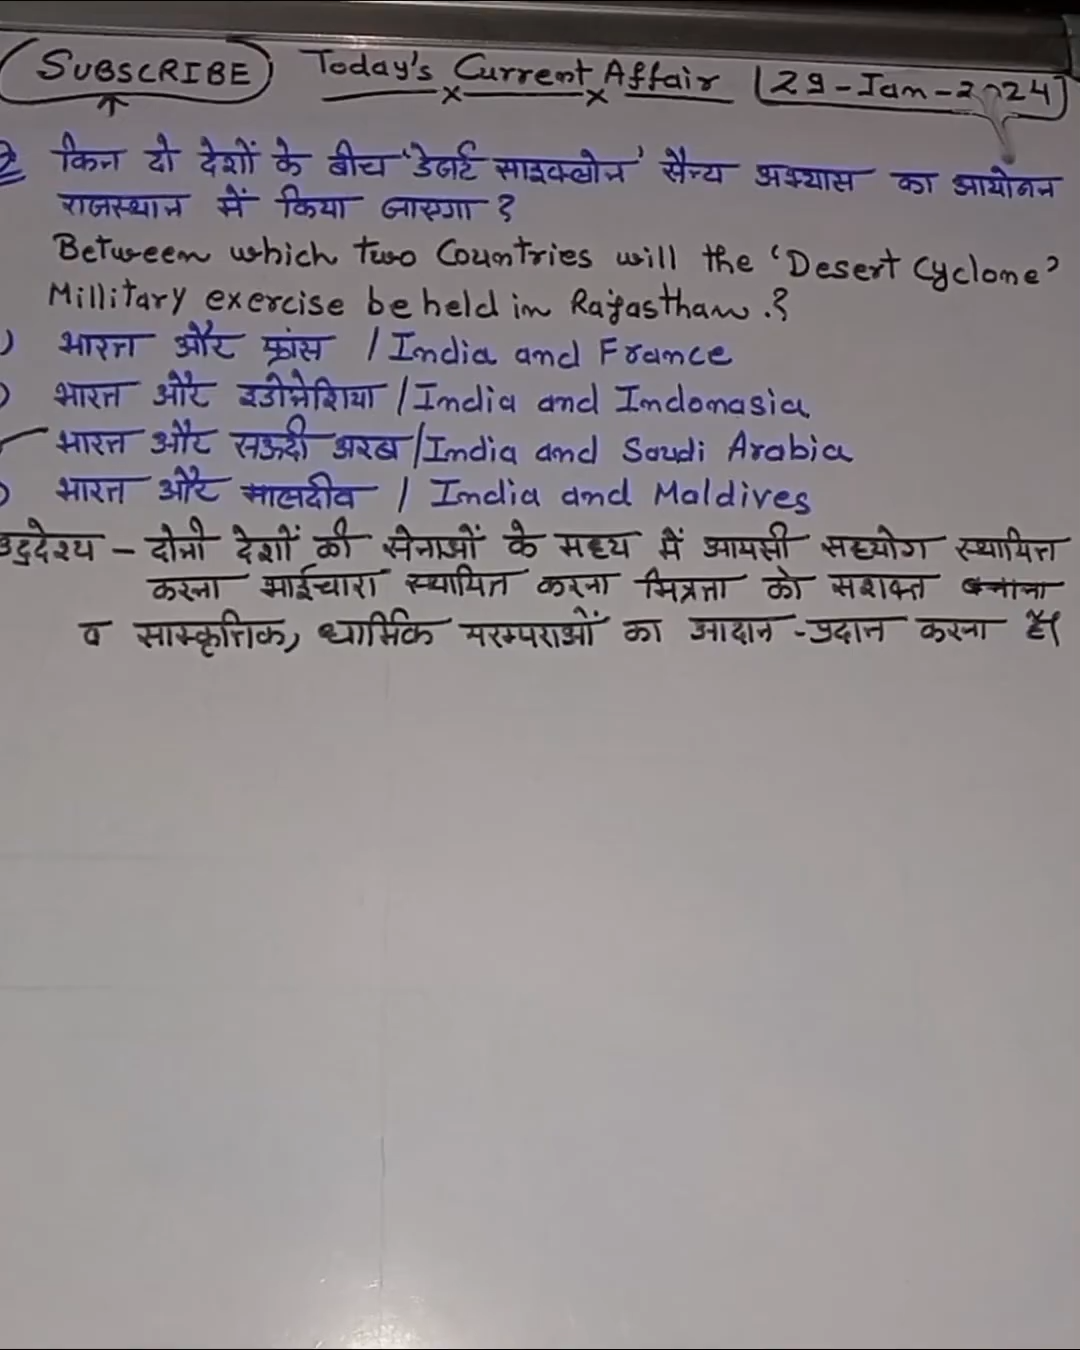 SUBSCRIBE Today's Current Affair 29-Jan-2024
किन दो देशों के बीच 'डेजर्ट साइक्लोन' सैन्य अभ्यास का आयोजन
राजस्थान में किया जाएगा ?
Between which two Countries will the 'Desert Cyclone'
Millitary exercise be held in Rajasthan.?
) भारत और फ्रांस / India and France
) भारत और इडोनेशिया / India and Indonasia
भारत और सऊदी अरब / India and Saudi Arabia
) भारत और मालदीव / India and Maldives
उद्देश्य - दोनो देशों की सेनाओं के मध्य में आपसी सहयोग स्थापित
करना भाईचारा स्थापित करना मित्रता को सशक्त बनाना
व सास्कृतिक, धार्मिक परम्पराओं का आदान-प्रदान करना है।